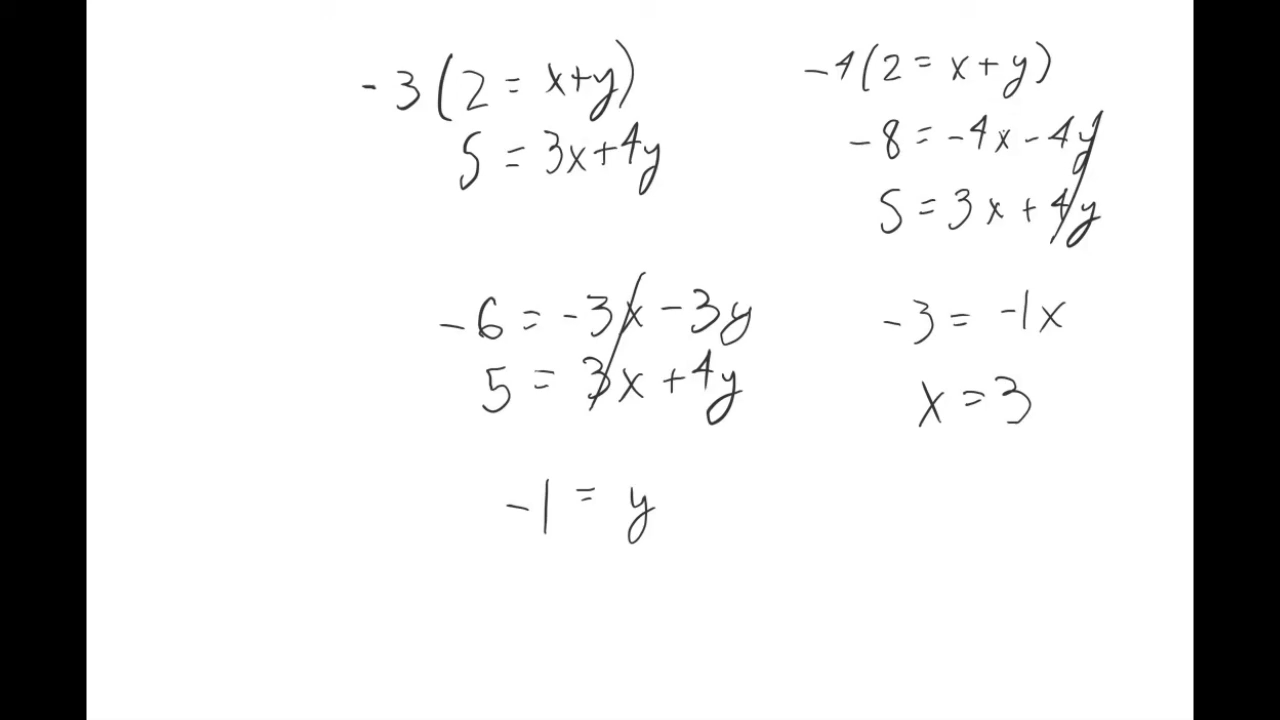 -3(2 = x+y)
5 = 3x+4y
-6 = -3x -3y
5 = 3x +4y
-1 = y
-4(2 = x+y)
-8 = -4x - 4y
5 = 3x + 4y
-3 = -1x
x = 3